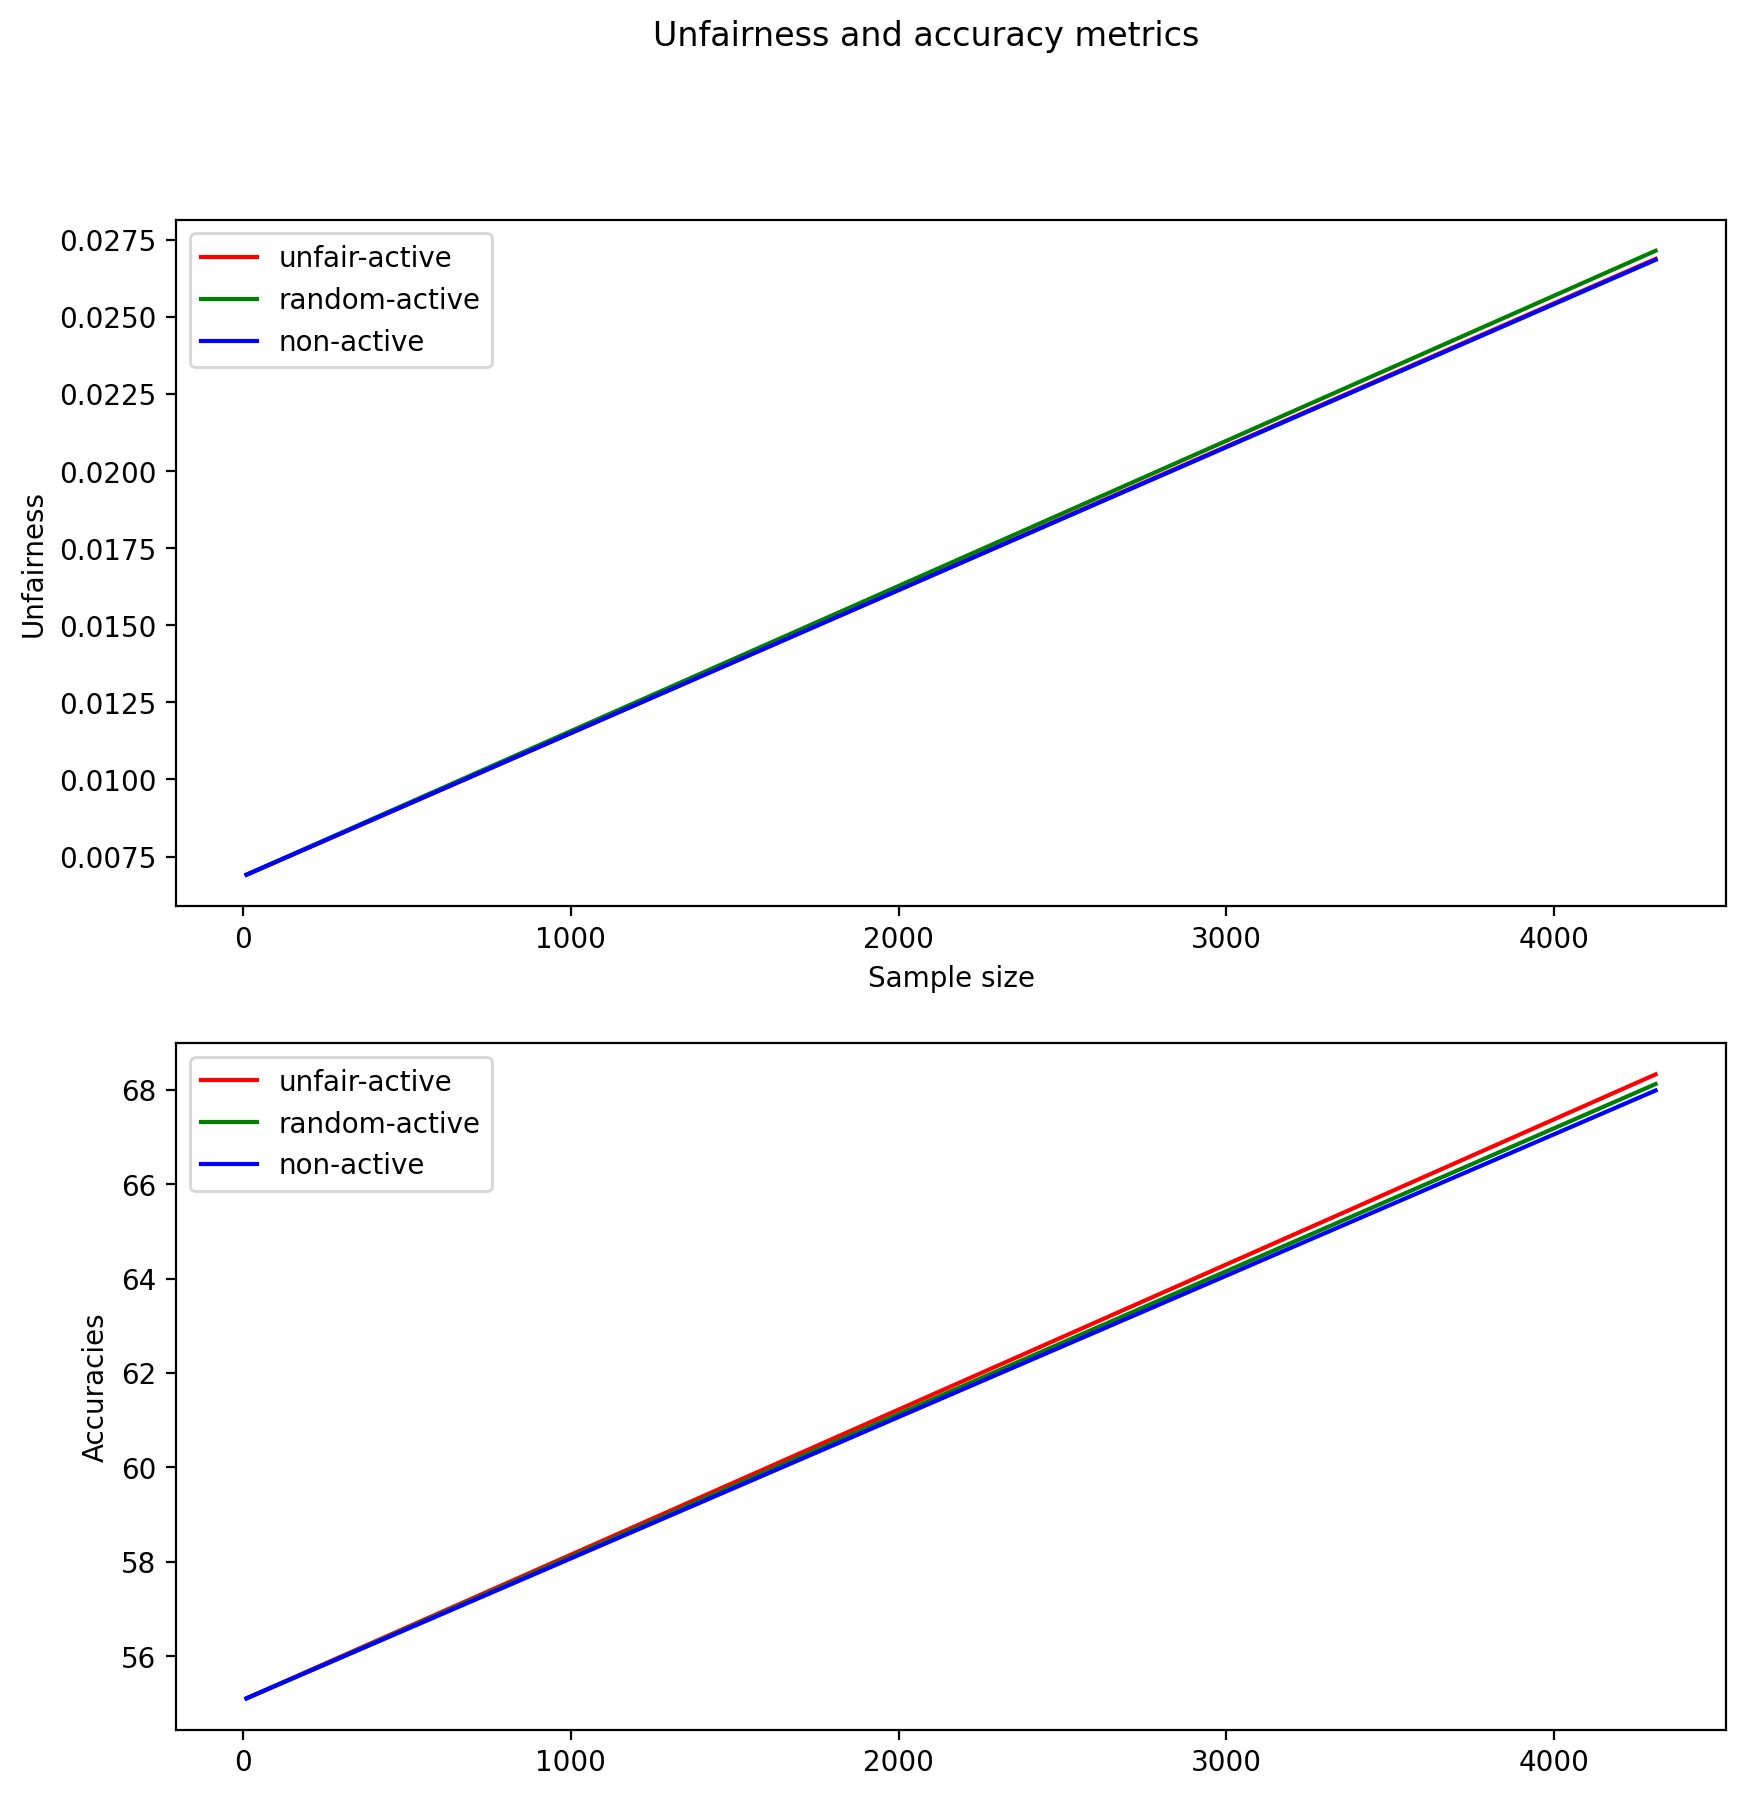 Unfairness and accuracy metrics
0.0275
0.0250
0.0225
0.0200
0.0175
0.0150
0.0125
0.0100
0.0075
Unfairness
unfair-active
random-active
non-active
0 1000 2000 3000 4000
Sample size
68
66
64
62
60
58
56
Accuracies
unfair-active
random-active
non-active
0 1000 2000 3000 4000